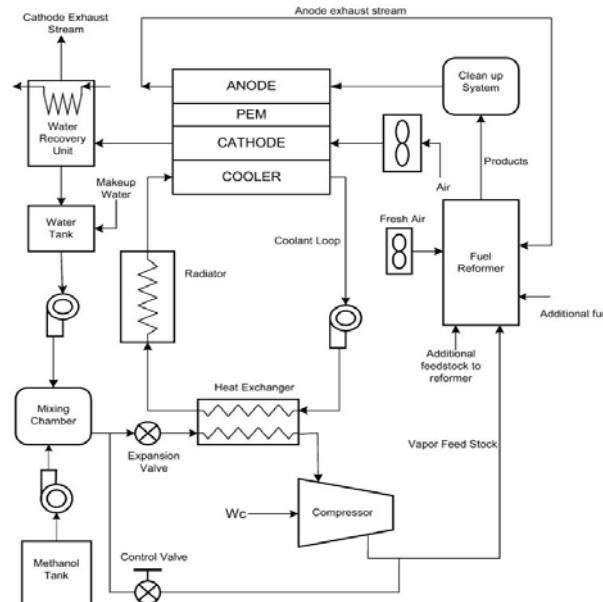 Cathode Exhaust
Stream
Anode exhaust stream
ANODE
PEM
CATHODE
COOLER
Clean up
System
Water
Recovery
Unit
Products
Makeup
Water
Air
Water
Tank
Fresh Air
Fuel
Reformer
Radiator
Coolant Loop
Additional fu
Additional
feedstock to
reformer
Heat Exchanger
Mixing
Chamber
Expansion
Valve
Vapor Feed Stock
Wc
Compressor
Control Valve
Methanol
Tank